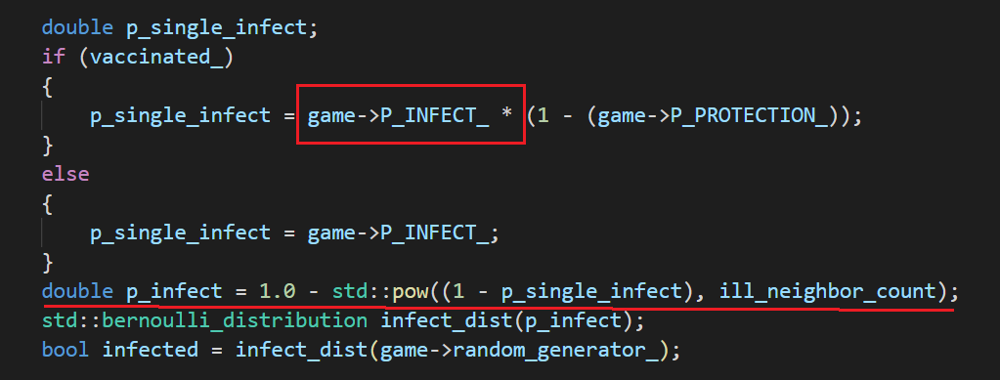 double p_single_infect;
if (vaccinated_)
{
    p_single_infect = game->P_INFECT_ * (1 - (game->P_PROTECTION_));
}
else
{
    p_single_infect = game->P_INFECT_;
}
double p_infect = 1.0 - std::pow((1 - p_single_infect), ill_neighbor_count);
std::bernoulli_distribution infect_dist(p_infect);
bool infected = infect_dist(game->random_generator_);